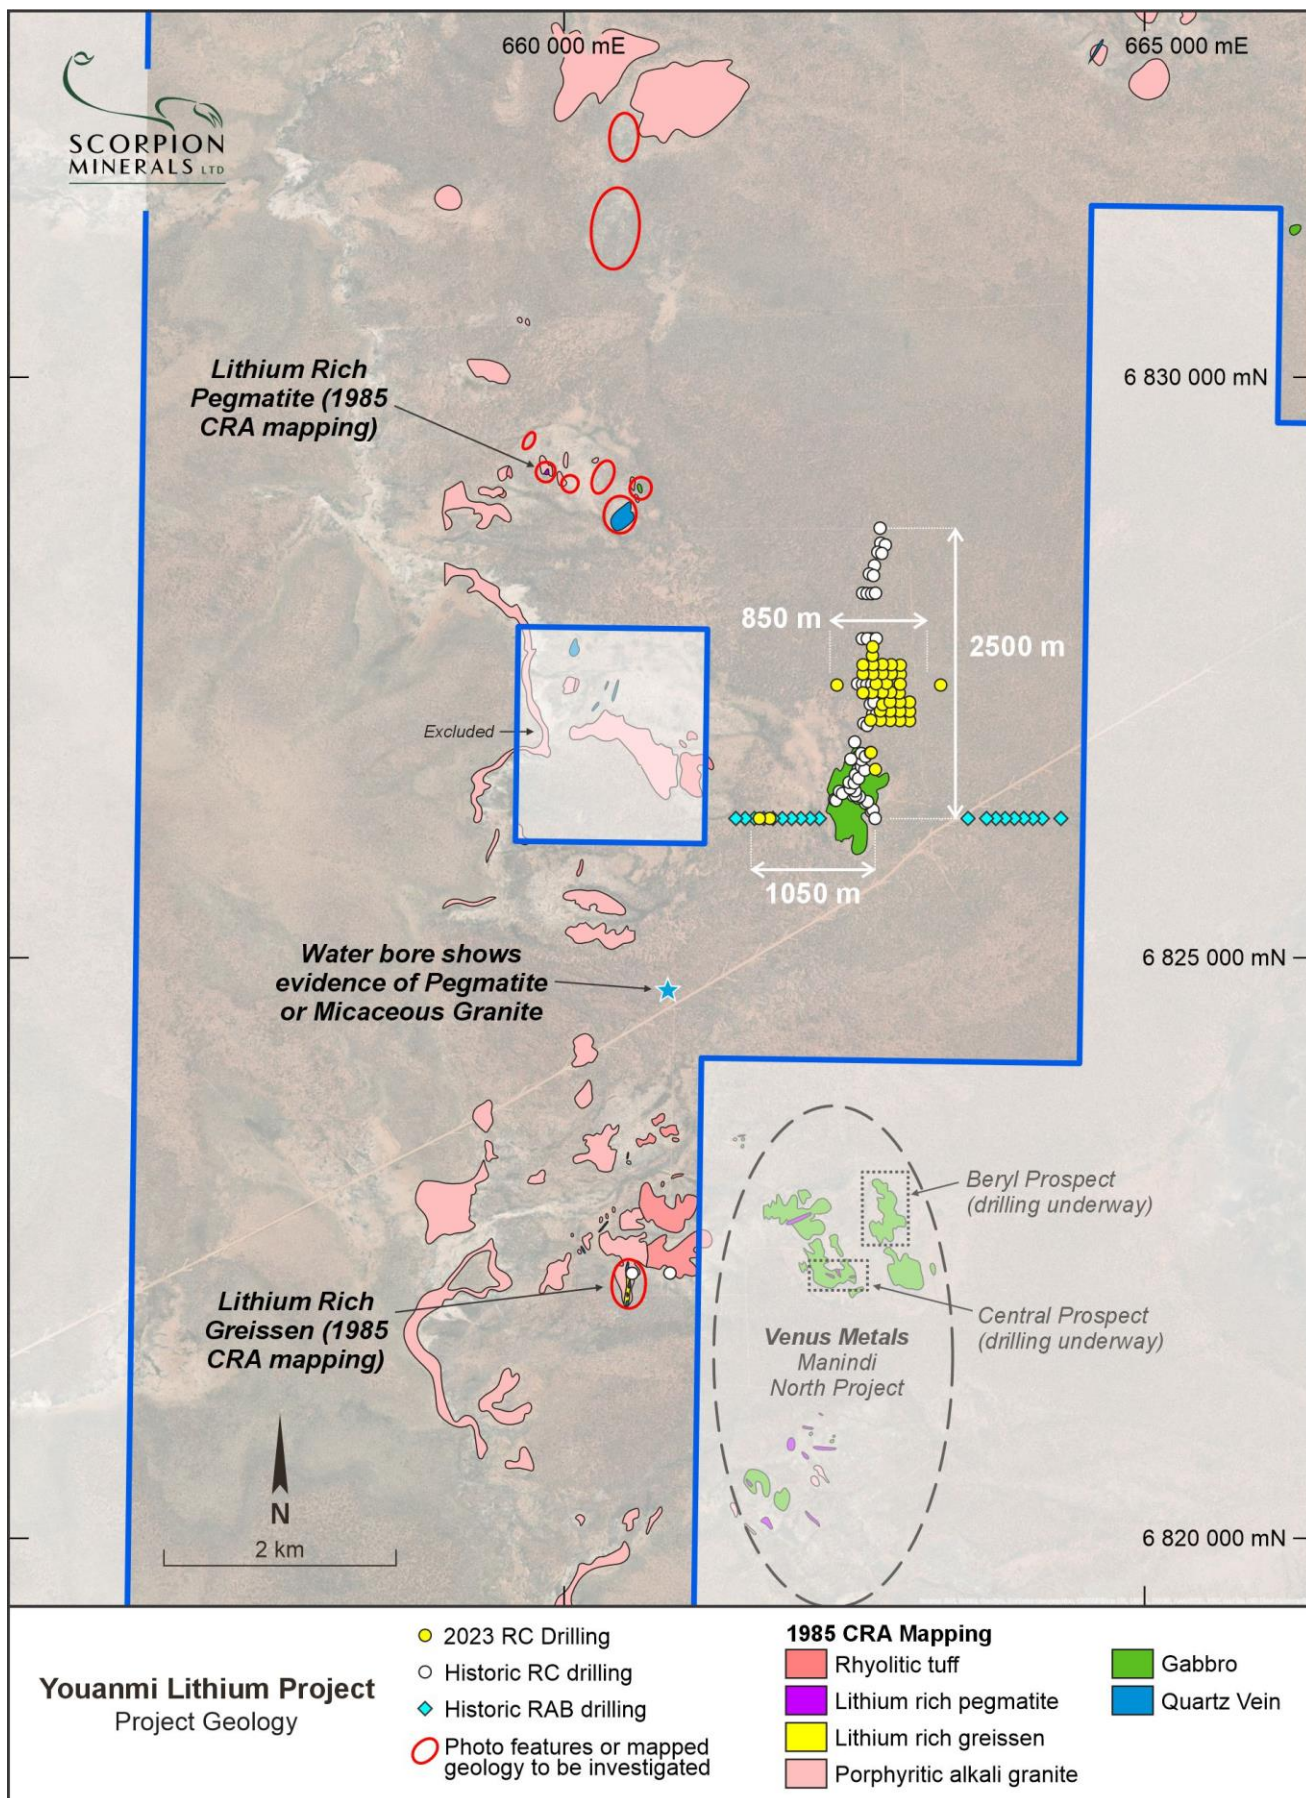 660 000 mE
665 000 mE
SCORPION
MINERALS LTD
Lithium Rich
Pegmatite (1985
CRA mapping)
6 830 000 mN
850 m
2500 m
Excluded
1050 m
Water bore shows
evidence of Pegmatite
or Micaceous Granite
6 825 000 mN
Beryl Prospect
(drilling underway)
Lithium Rich
Greissen (1985
CRA mapping)
Central Prospect
(drilling underway)
Venus Metals
Manindi
North Project
N
2 km
6 820 000 mN
Youanmi Lithium Project
Project Geology
2023 RC Drilling
Historic RC drilling
Historic RAB drilling
Photo features or mapped
geology to be investigated
1985 CRA Mapping
Rhyolitic tuff
Lithium rich pegmatite
Lithium rich greissen
Porphyritic alkali granite
Gabbro
Quartz Vein